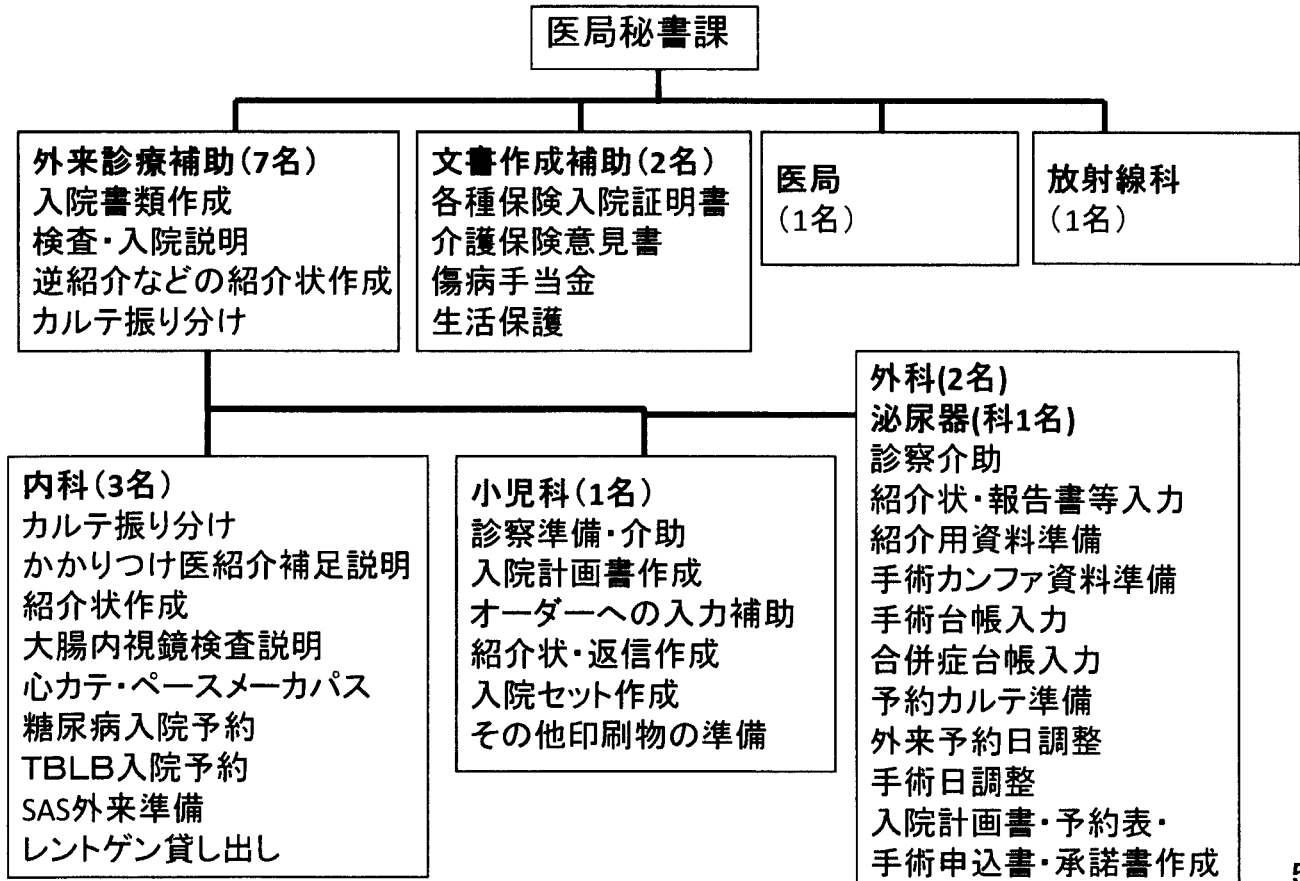 医局秘書課
外来診療補助(7名)
入院書類作成
検査・入院説明
逆紹介などの紹介状作成
カルテ振り分け
文書作成補助(2名)
各種保険入院証明書
介護保険意見書
傷病手当金
生活保護
医局
(1名)
放射線科
(1名)
内科(3名)
カルテ振り分け
かかりつけ医紹介補足説明
紹介状作成
大腸内視鏡検査説明
心カテ・ペースメーカパス
糖尿病入院予約
TBLB入院予約
SAS外来準備
レントゲン貸し出し
小児科(1名)
診察準備・介助
入院計画書作成
オーダーへの入力補助
紹介状・返信作成
入院セット作成
その他印刷物の準備
外科(2名)
泌尿器(科1名)
診察介助
紹介状・報告書等入力
紹介用資料準備
手術カンファ資料準備
手術台帳入力
合併症台帳入力
予約カルテ準備
外来予約日調整
手術日調整
入院計画書・予約表・
手術申込書・承諾書作成